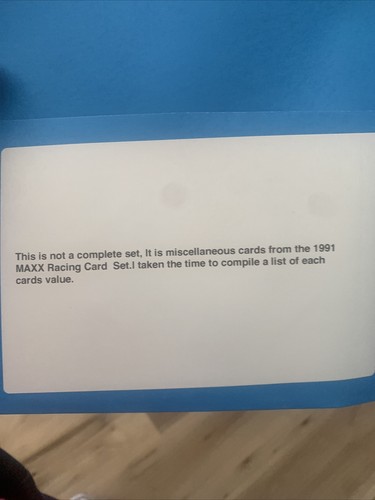 This is not a complete set, It is miscellaneous cards from the 1991
MAXX Racing Card  Set.I taken the time to compile a list of each
cards value.